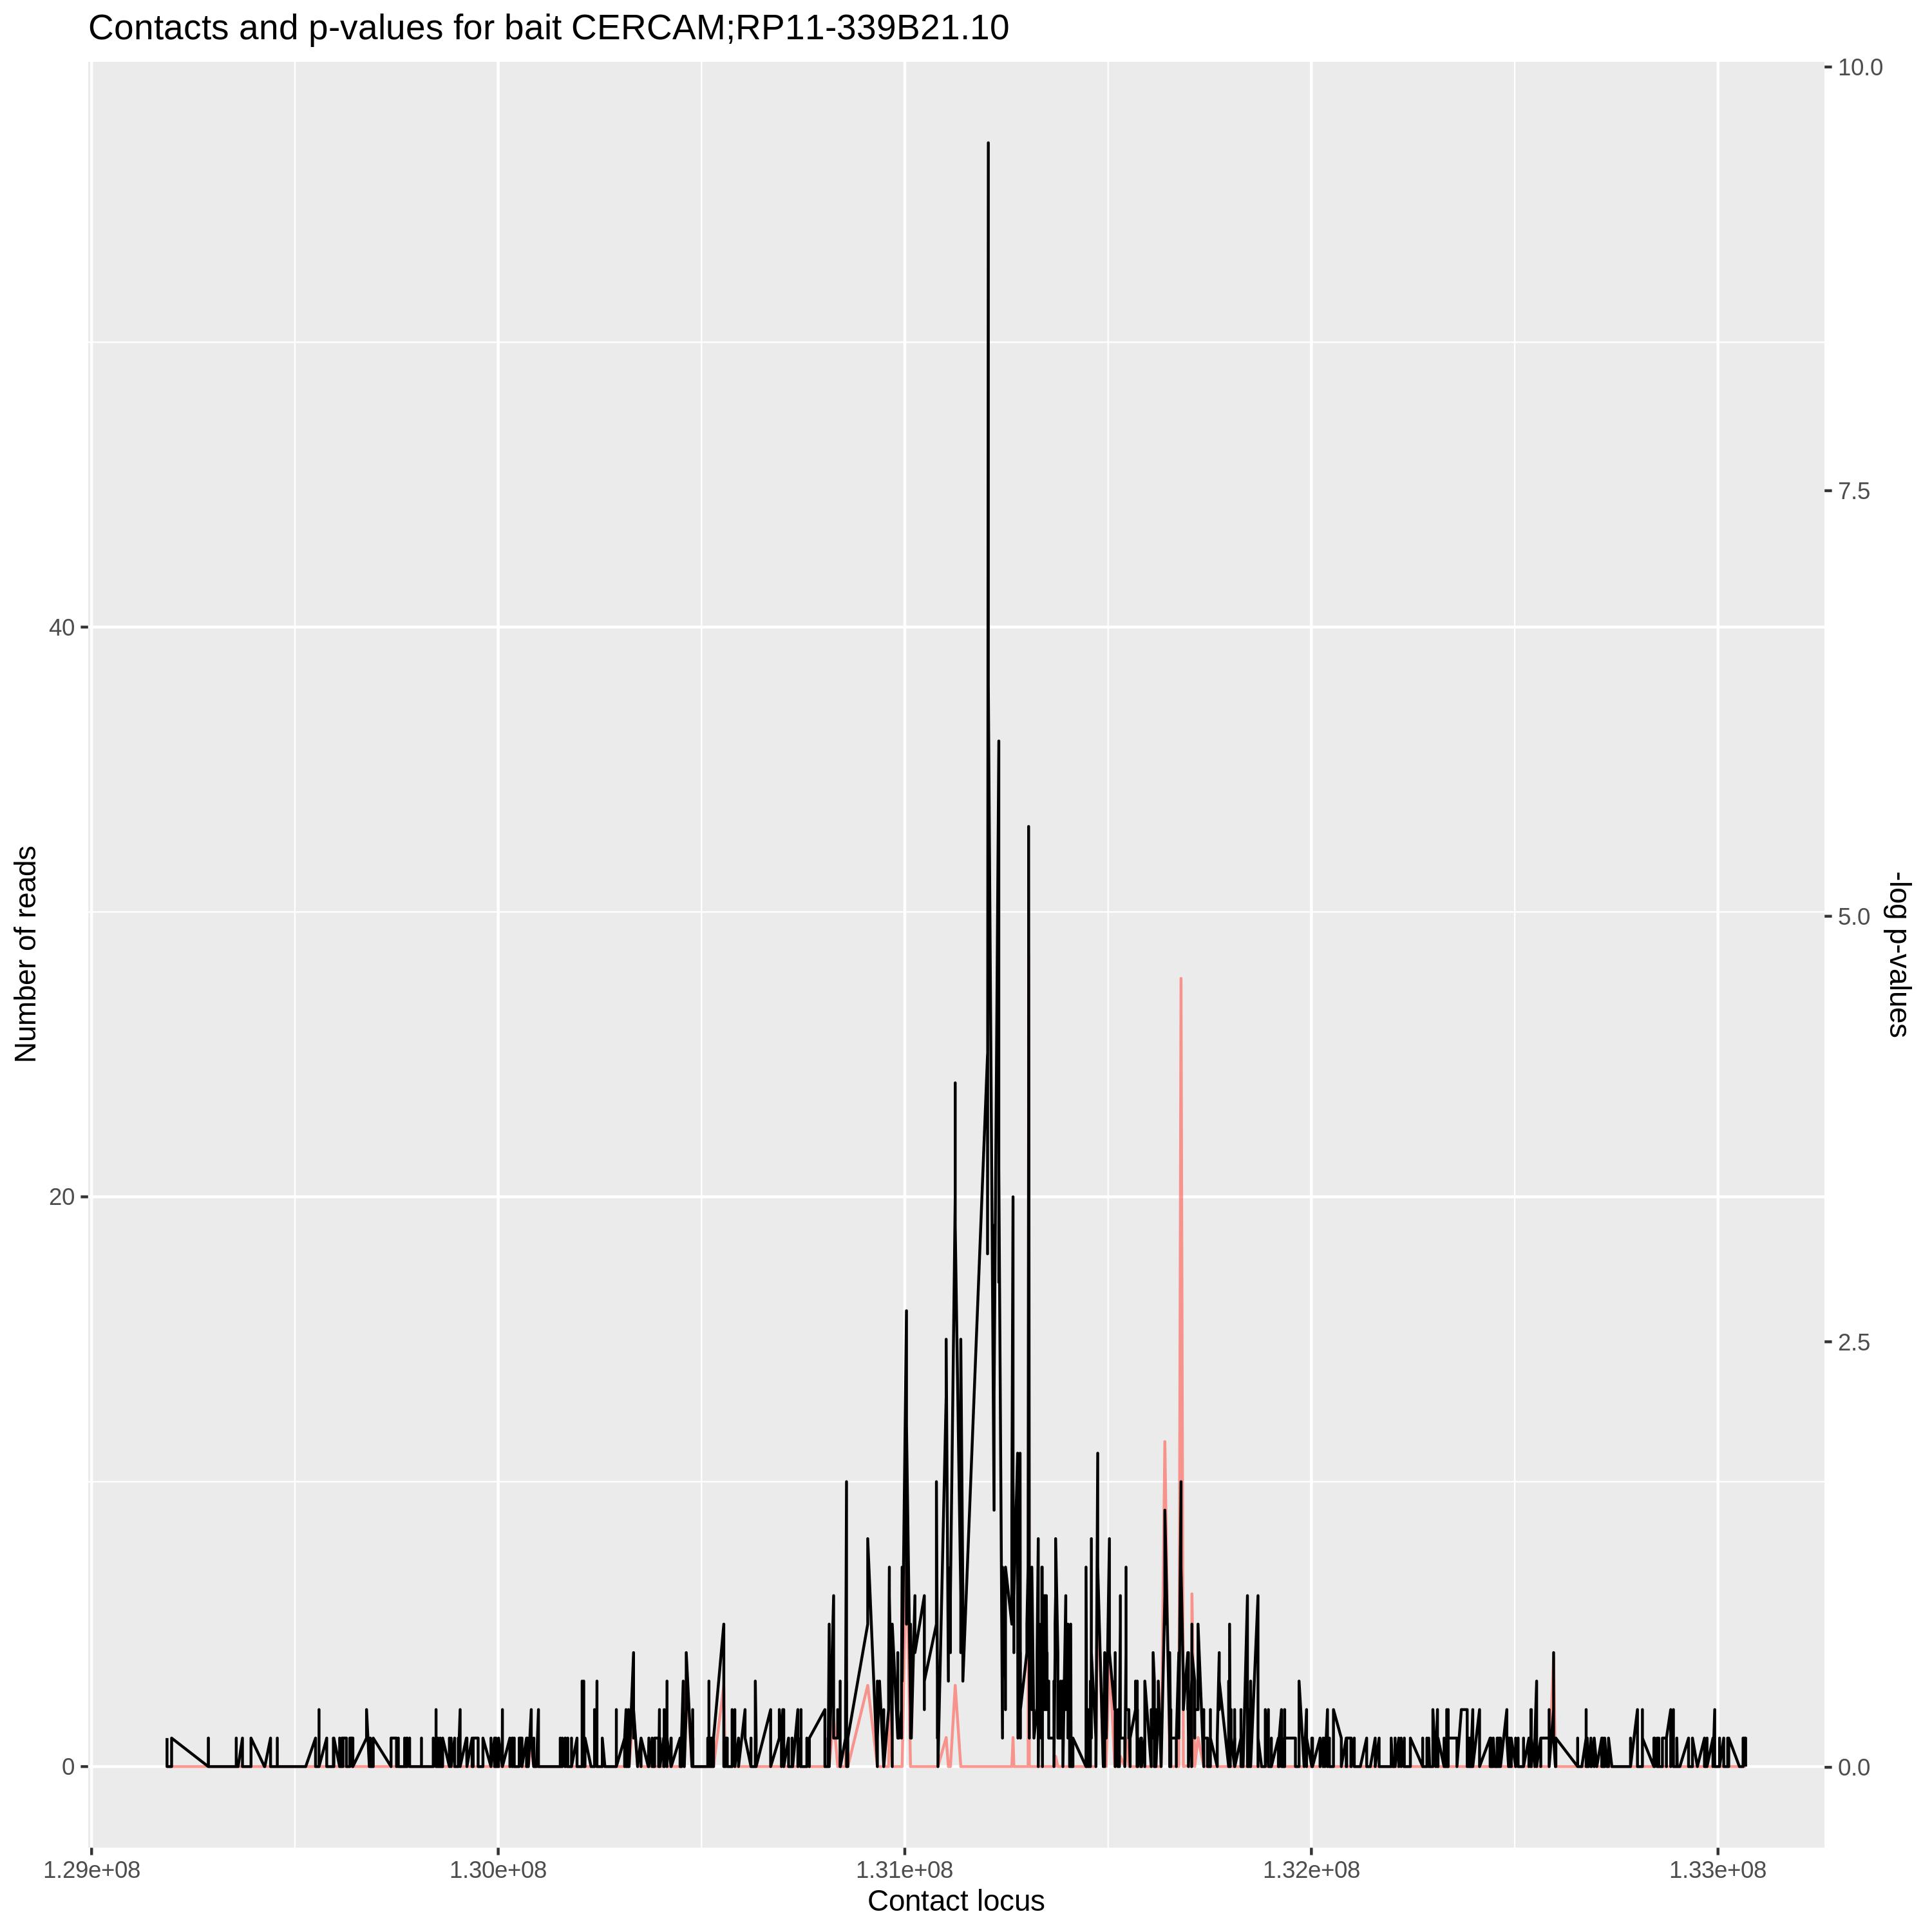 Contacts and p-values for bait CERCAM;RP11-339B21.10
10.0
7.5
5.0
2.5
0.0
40
20
0
Number of reads
-log p-values
1.29e+08
1.30e+08
1.31e+08
1.32e+08
1.33e+08
Contact locus